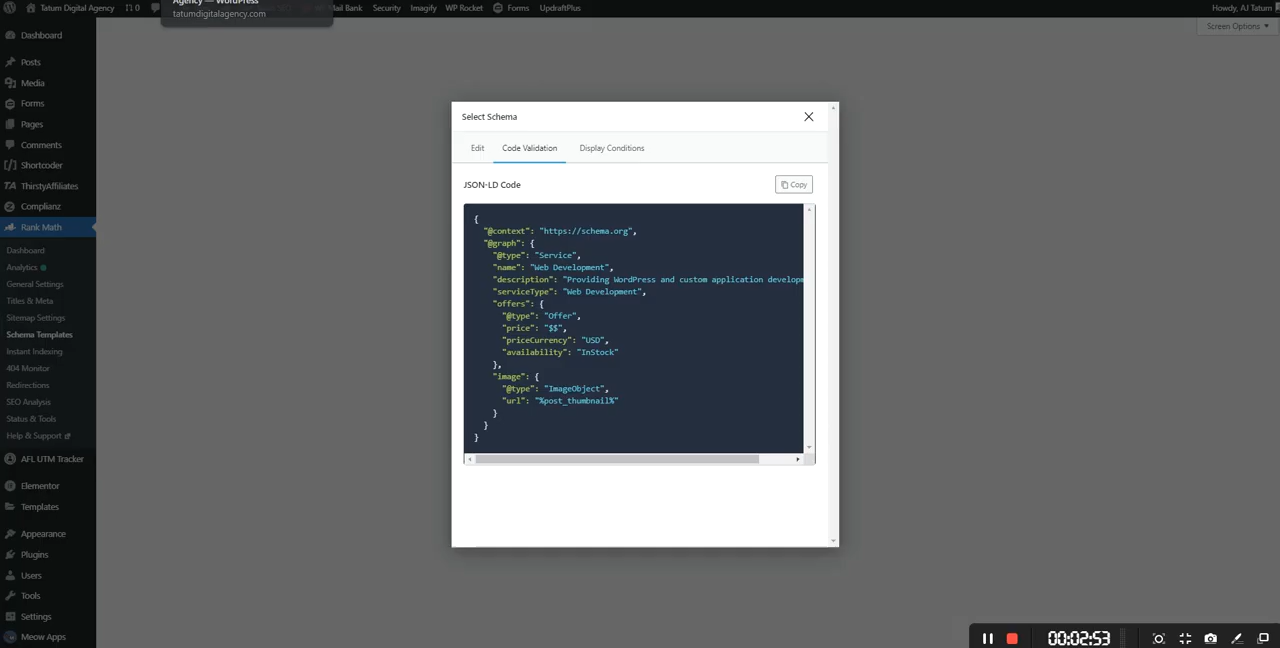 Agency — WordPress
tatumdigitalagency.com
Tatum Digital Agency 0 Mail Bank Security Imagify WP Rocket Forms UpdraftPlus Howdy, AJ Tatum
Screen Options
Dashboard
Posts
Media
Forms
Pages
Comments
Shortcoder
ThirstyAffiliates
Complianz
Rank Math
Dashboard
Analytics
General Settings
Titles & Meta
Sitemap Settings
Schema Templates
Instant Indexing
404 Monitor
Redirections
SEO Analysis
Status & Tools
Help & Support
AFL UTM Tracker
Elementor
Templates
Appearance
Plugins
Users
Tools
Settings
Meow Apps
Select Schema
Edit Code Validation Display Conditions
JSON-LD Code Copy
{
"@context": "https://schema.org",
"@graph": {
"@type": "Service",
"name": "Web Development",
"description": "Providing WordPress and custom application develop
"serviceType": "Web Development",
"offers": {
"@type": "Offer",
"price": "$$",
"priceCurrency": "USD",
"availability": "InStock"
},
"image": {
"@type": "ImageObject",
"url": "%post_thumbnail%"
}
}
}
00:02:53